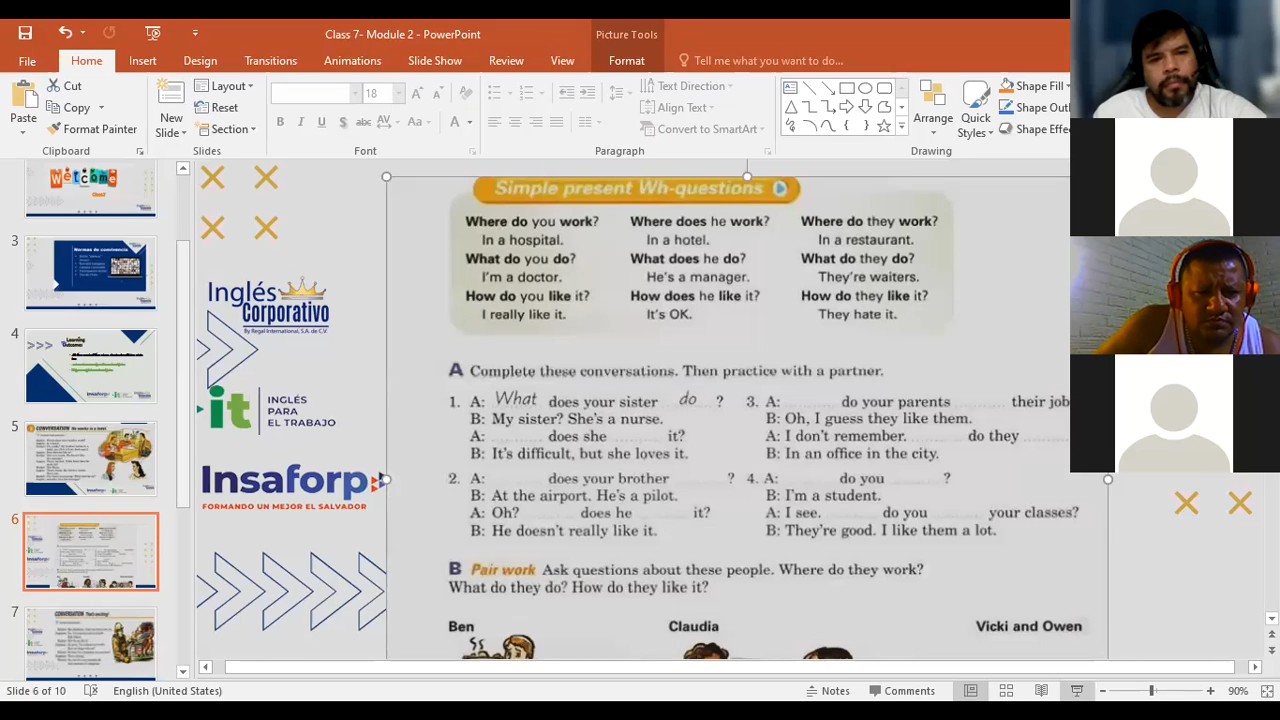 Class 7- Module 2 - PowerPoint
Picture Tools
File
Home
Insert
Design
Transitions
Animations
Slide Show
Review
View
Format
Tell me what you want to do...
Paste
Cut
Copy
Format Painter
Clipboard
New Slide
Layout
Reset
Section
Slides
18
B I U S abc AV Aa A
Font
Text Direction
Align Text
Convert to SmartArt
Paragraph
Arrange
Quick Styles
Shape Fill
Shape Outl
Shape Effe
Drawing
Welcome
3
Normas de convivencia
4
Learning Outcomes
5
6
7
Inglés
Corporativo
By Regal International, S.A. de C.V.
it
INGLÉS
PARA
EL TRABAJO
Insaforp
FORMANDO UN MEJOR EL SALVADOR
Simple present Wh-questions
Where do you work? Where does he work? Where do they work?
In a hospital. In a hotel. In a restaurant.
What do you do? What does he do? What do they do?
I'm a doctor. He's a manager. They're waiters.
How do you like it? How does he like it? How do they like it?
I really like it. It's OK. They hate it.
A Complete these conversations. Then practice with a partner.
1. A: What does your sister do ?
B: My sister? She's a nurse.
A: does she it?
B: It's difficult, but she loves it.
2. A: does your brother ?
B: At the airport. He's a pilot.
A: Oh? does he it?
B: He doesn't really like it.
3. A: do your parents their job
B: Oh, I guess they like them.
A: I don't remember. do they
B: In an office in the city.
4. A: do you ?
B: I'm a student.
A: I see. do you your classes?
B: They're good. I like them a lot.
B Pair work Ask questions about these people. Where do they work?
What do they do? How do they like it?
Ben Claudia Vicki and Owen
Slide 6 of 10
English (United States)
Notes
Comments
90%